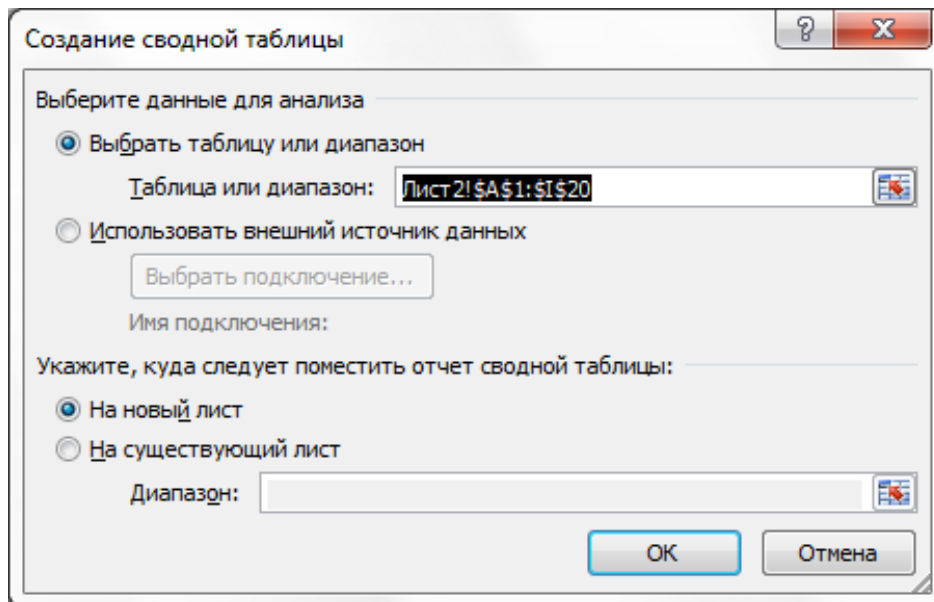 Создание сводной таблицы
Выберите данные для анализа
Выбрать таблицу или диапазон
Таблица или диапазон: Лист2!$A$1:$I$20
Использовать внешний источник данных
Выбрать подключение...
Имя подключения:
Укажите, куда следует поместить отчет сводной таблицы:
На новый лист
На существующий лист
Диапазон:
ОК Отмена